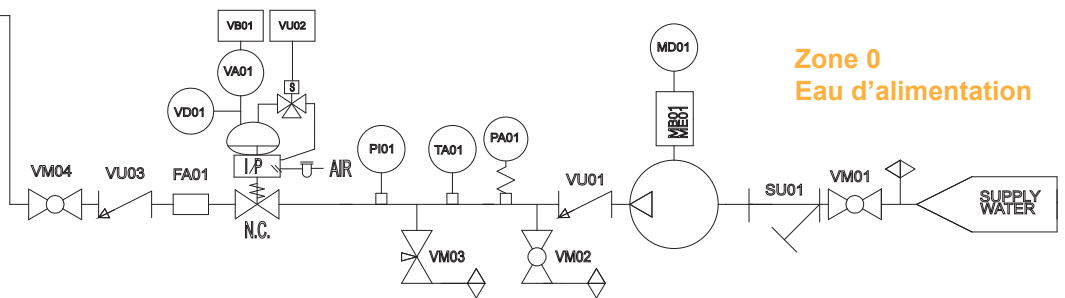 VB01
VU02
MD01
Zone 0
Eau d'alimentation
VA01
S
VD01
MB01
ME01
PI01
TA01
PA01
I/P
AIR
VM04
VU03
FA01
N.C.
VU01
SU01
VM01
SUPPLY
WATER
VM03
VM02